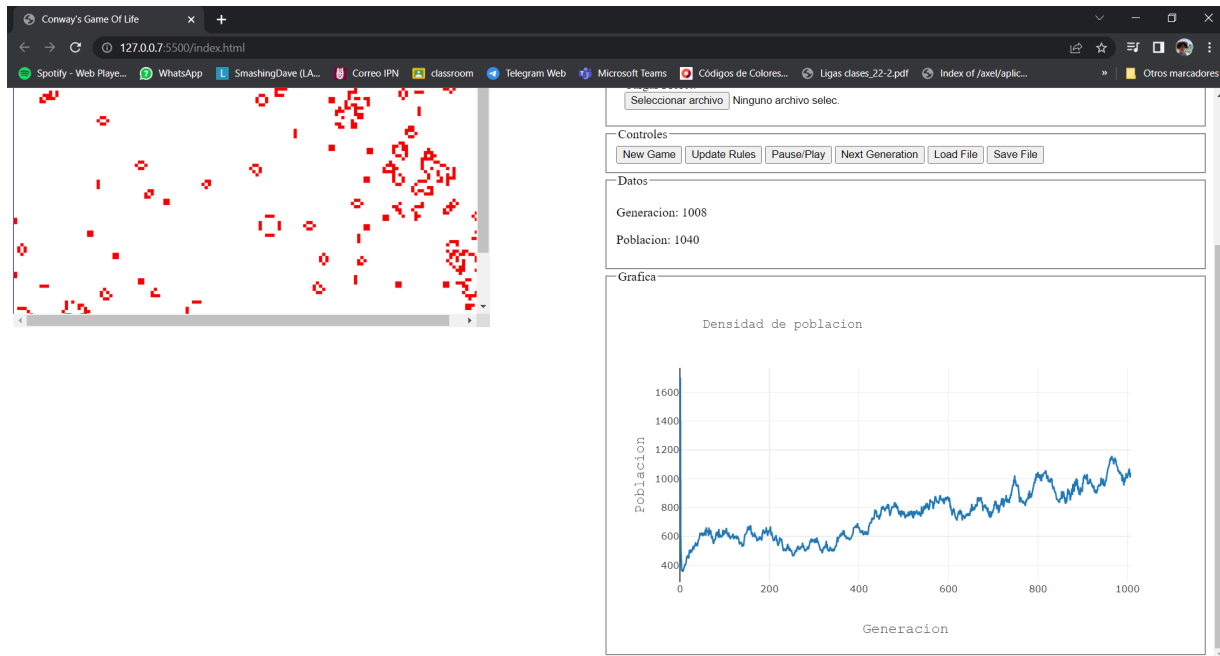 Conway's Game Of Life
127.0.0.7:5500/index.html
Spotify - Web Playe... WhatsApp SmashingDave (LA... Correo IPN classroom Telegram Web Microsoft Teams Códigos de Colores... Ligas clases_22-2.pdf Index of /axel/aplic... » Otros marcadores
Seleccionar archivo Ninguno archivo selec.
Controles
New Game Update Rules Pause/Play Next Generation Load File Save File
Datos
Generacion: 1008
Poblacion: 1040
Grafica
Densidad de poblacion
1600
1400
1200
1000
800
600
400
Poblacion
0 200 400 600 800 1000
Generacion